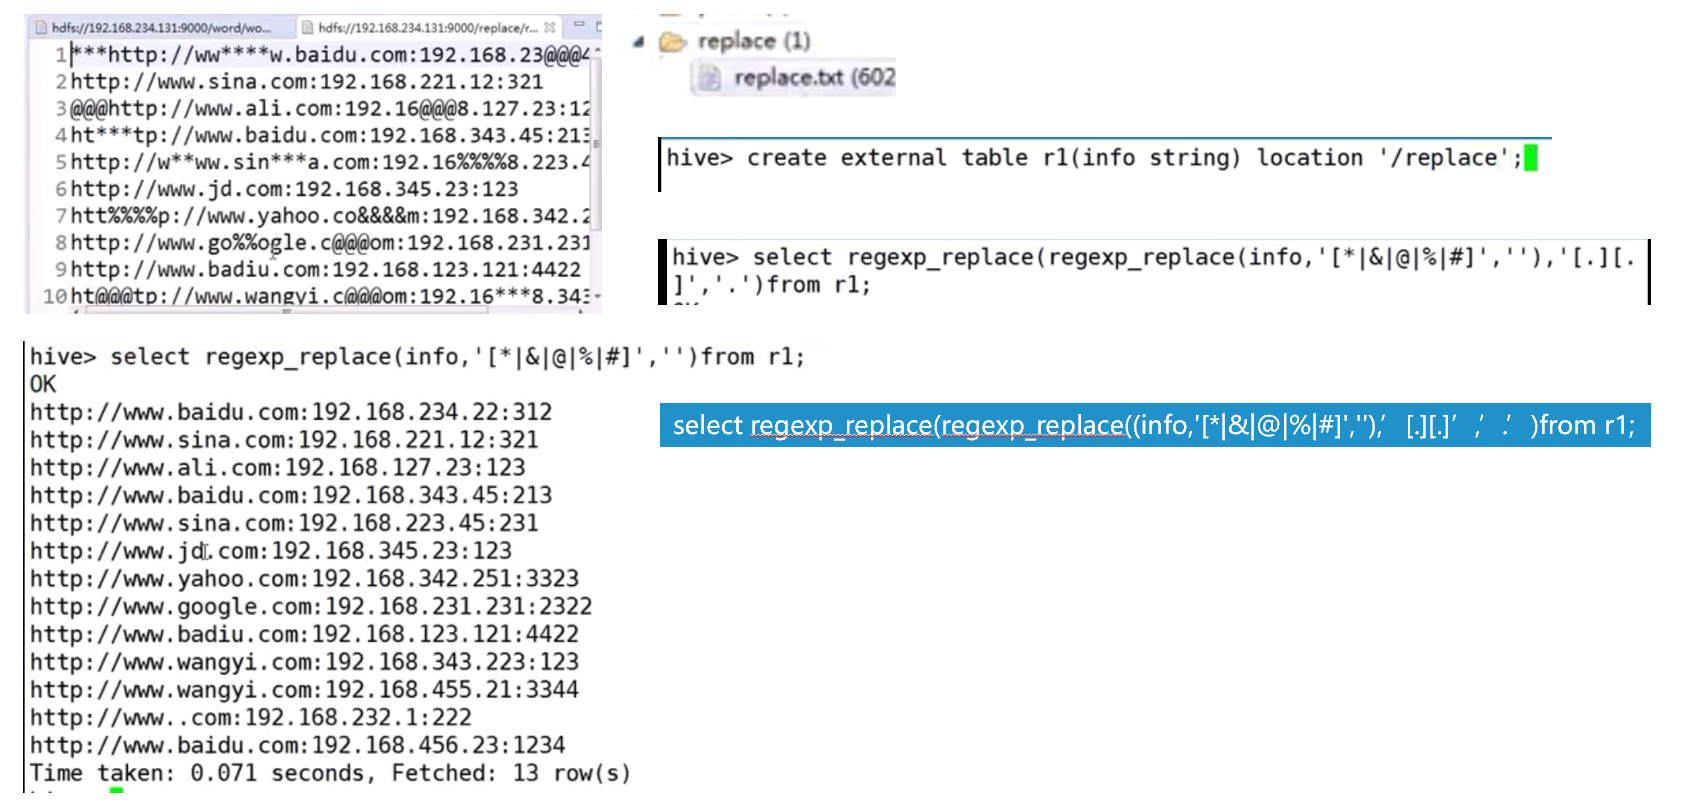 hdfs://192.168.234.131:9000/word/wo...
hdfs://192.168.234.131:9000/replace/r...
1 ***http://ww****w.baidu.com:192.168.23@@@4
2 http://www.sina.com:192.168.221.12:321
3 @@@http://www.ali.com:192.16@@@8.127.23:12
4 ht***tp://www.baidu.com:192.168.343.45:213
5 http://w**ww.sin***a.com:192.16%%%%8.223.4
6 http://www.jd.com:192.168.345.23:123
7 htt%%%%p://www.yahoo.co&&&&m:192.168.342.2
8 http://www.go%%ogle.c@@@om:192.168.231.231
9 http://www.badiu.com:192.168.123.121:4422
10 ht@@@tp://www.wangyi.c@@@om:192.16***8.343
replace (1)
replace.txt (602
hive> create external table r1(info string) location '/replace';
hive> select regexp_replace(regexp_replace(info,'[*|&|@|%|#]',''),'[.][.
]','.')from r1;
hive> select regexp_replace(info,'[*|&|@|%|#]','')from r1;
OK
http://www.baidu.com:192.168.234.22:312
http://www.sina.com:192.168.221.12:321
http://www.ali.com:192.168.127.23:123
http://www.baidu.com:192.168.343.45:213
http://www.sina.com:192.168.223.45:231
http://www.jd.com:192.168.345.23:123
http://www.yahoo.com:192.168.342.251:3323
http://www.google.com:192.168.231.231:2322
http://www.badiu.com:192.168.123.121:4422
http://www.wangyi.com:192.168.343.223:123
http://www.wangyi.com:192.168.455.21:3344
http://www..com:192.168.232.1:222
http://www.baidu.com:192.168.456.23:1234
Time taken: 0.071 seconds, Fetched: 13 row(s)
select regexp_replace(regexp_replace((info,'[*|&|@|%|#]',''),’ [.][.]’ ,’ .’ )from r1;